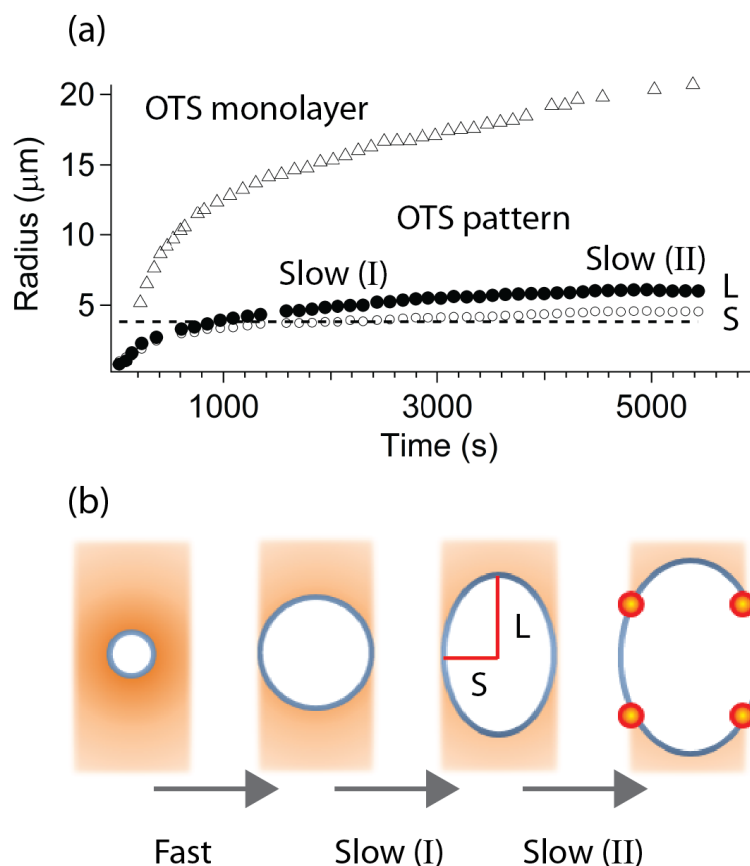 (a)
20
OTS monolayer
15
Radius (μm)
OTS pattern
10
Slow (I)
Slow (II)
L
5
S
1000
3000
5000
Time (s)
(b)
L
S
Fast
Slow (I)
Slow (II)